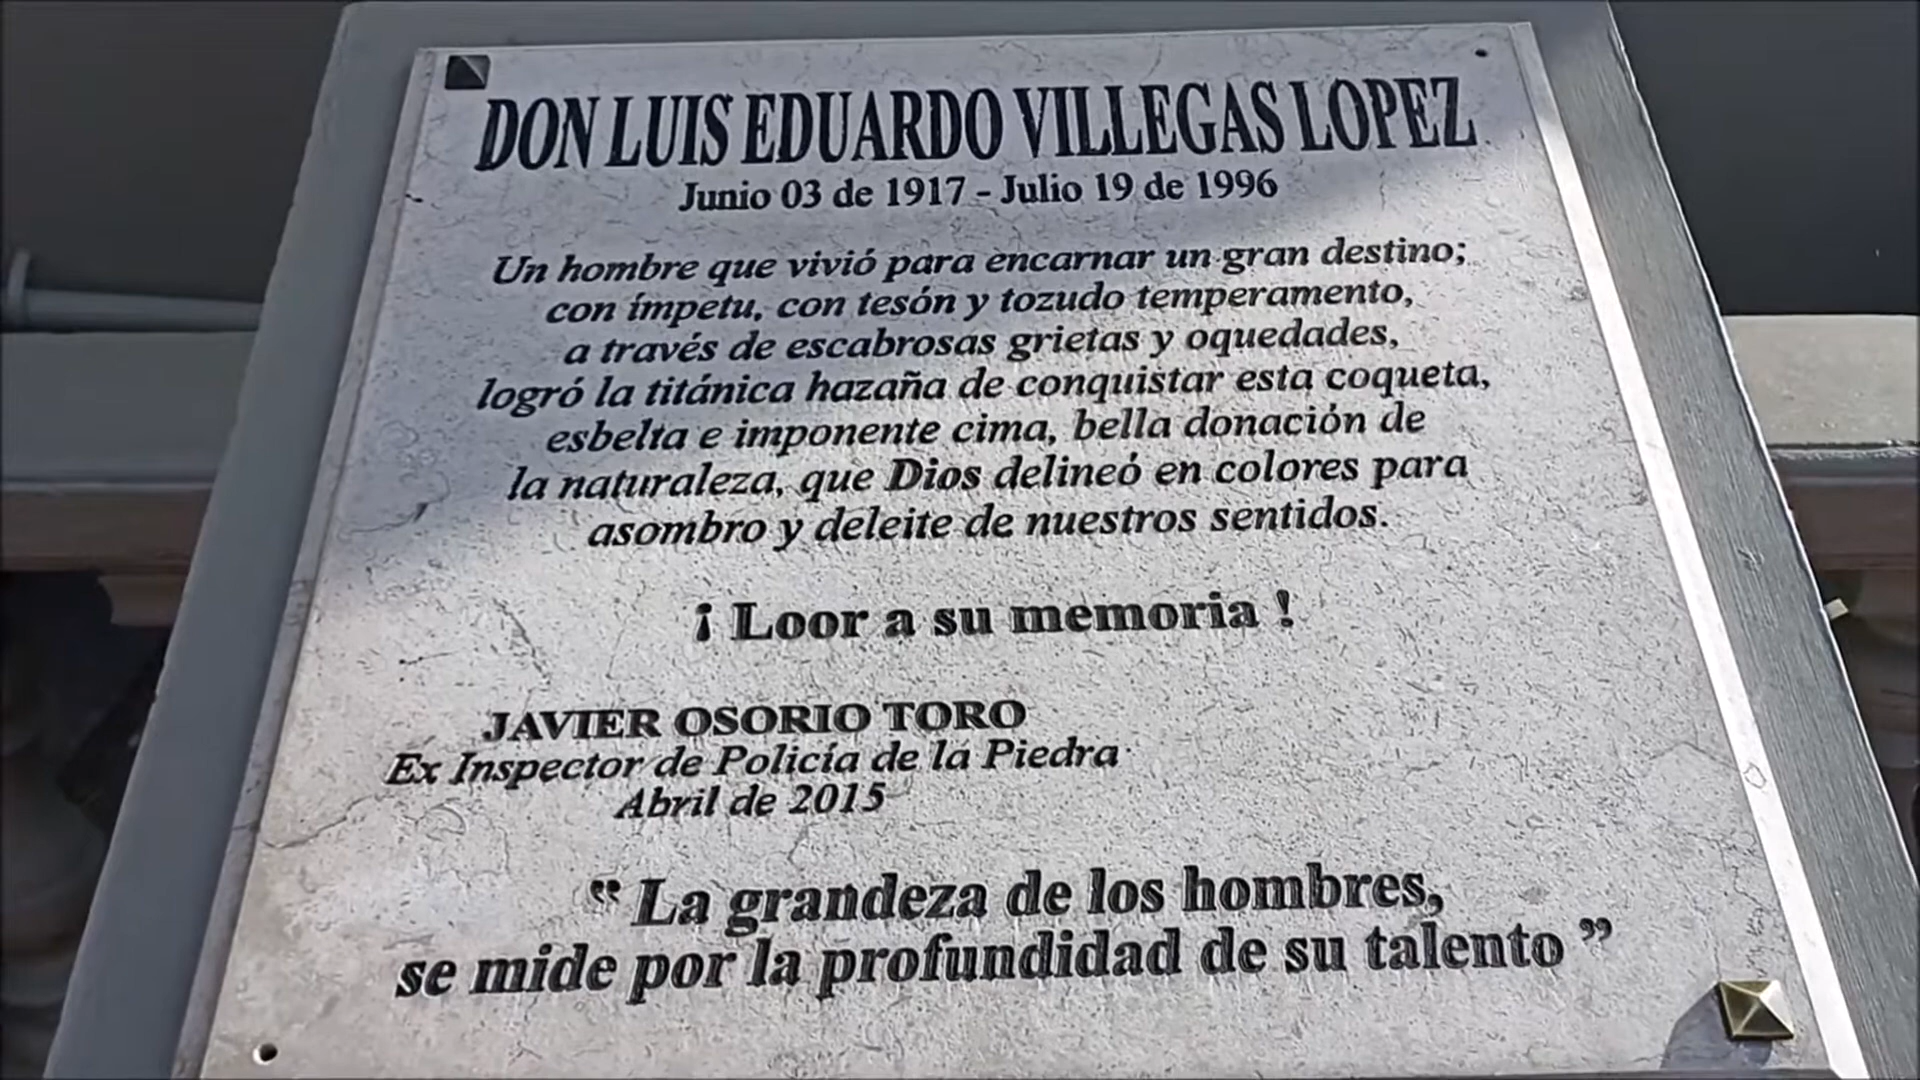 DON LUIS EDUARDO VILLEGAS LOPEZ
Junio 03 de 1917 - Julio 19 de 1996
Un hombre que vivió para encarnar un gran destino;
con ímpetu, con tesón y tozudo temperamento,
a través de escabrosas grietas y oquedades,
logró la titánica hazaña de conquistar esta coqueta,
esbelta e imponente cima, bella donación de
la naturaleza, que Dios delineó en colores para
asombro y deleite de nuestros sentidos.
¡ Loor a su memoria !
JAVIER OSORIO TORO
Ex Inspector de Policía de la Piedra
Abril de 2015
“ La grandeza de los hombres,
se mide por la profundidad de su talento ”